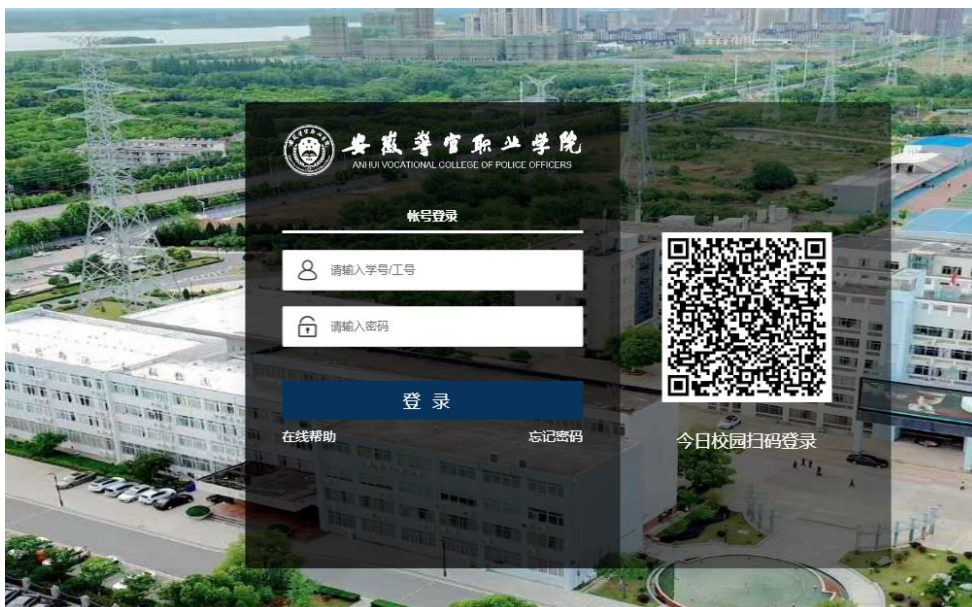 安徽警官职业学院
ANHUI VOCATIONAL COLLEGE OF POLICE OFFICERS
帐号登录
请输入学号/工号
请输入密码
登 录
在线帮助
忘记密码
今日校园扫码登录